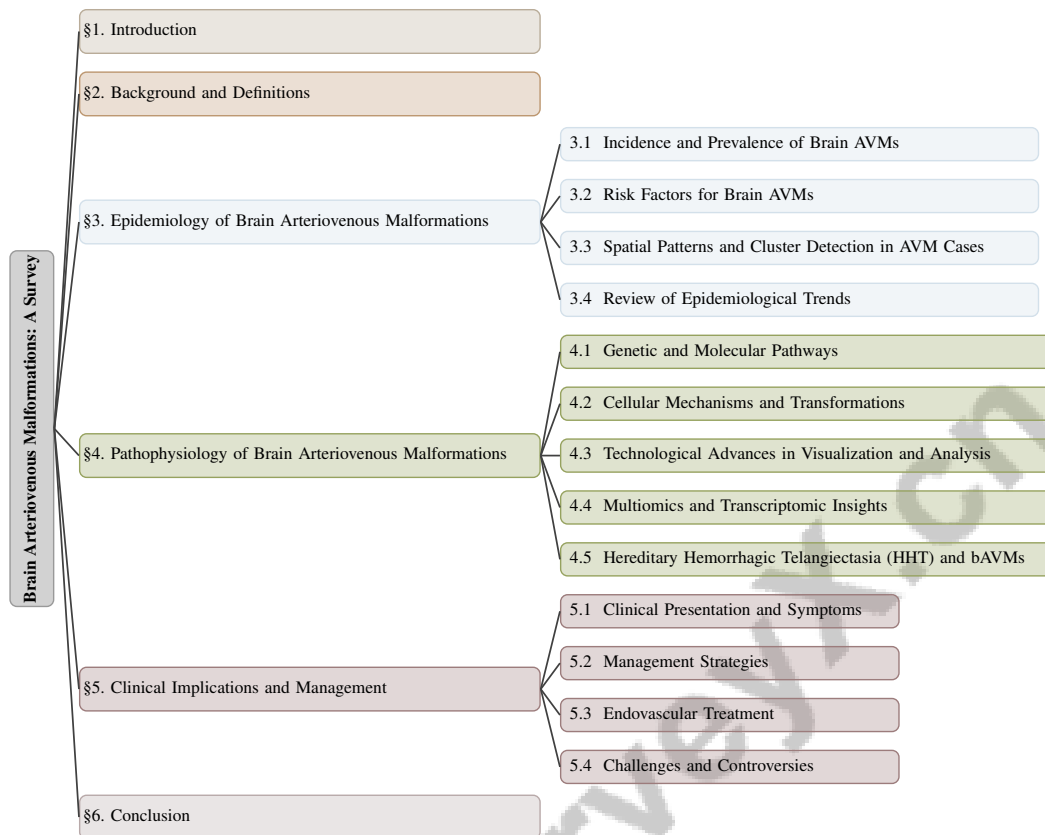 Brain Arteriovenous Malformations: A Survey
§1. Introduction
§2. Background and Definitions
§3. Epidemiology of Brain Arteriovenous Malformations
3.1 Incidence and Prevalence of Brain AVMs
3.2 Risk Factors for Brain AVMs
3.3 Spatial Patterns and Cluster Detection in AVM Cases
3.4 Review of Epidemiological Trends
§4. Pathophysiology of Brain Arteriovenous Malformations
4.1 Genetic and Molecular Pathways
4.2 Cellular Mechanisms and Transformations
4.3 Technological Advances in Visualization and Analysis
4.4 Multiomics and Transcriptomic Insights
4.5 Hereditary Hemorrhagic Telangiectasia (HHT) and bAVMs
§5. Clinical Implications and Management
5.1 Clinical Presentation and Symptoms
5.2 Management Strategies
5.3 Endovascular Treatment
5.4 Challenges and Controversies
§6. Conclusion
rveyx.cn